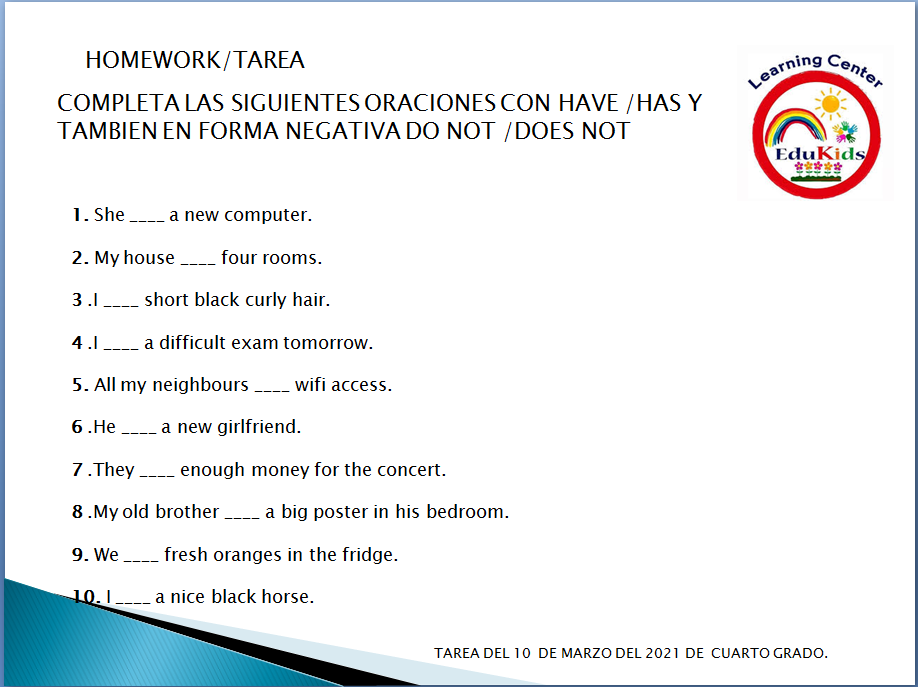 HOMEWORK/TAREA
COMPLETA LAS SIGUIENTES ORACIONES CON HAVE /HAS Y
TAMBIEN EN FORMA NEGATIVA DO NOT /DOES NOT
Learning Center
EduKids
1. She ____ a new computer.
2. My house ____ four rooms.
3 .I ____ short black curly hair.
4 .I ____ a difficult exam tomorrow.
5. All my neighbours ____ wifi access.
6 .He ____ a new girlfriend.
7 .They ____ enough money for the concert.
8 .My old brother ____ a big poster in his bedroom.
9. We ____ fresh oranges in the fridge.
10. I ____ a nice black horse.
TAREA DEL 10 DE MARZO DEL 2021 DE CUARTO GRADO.